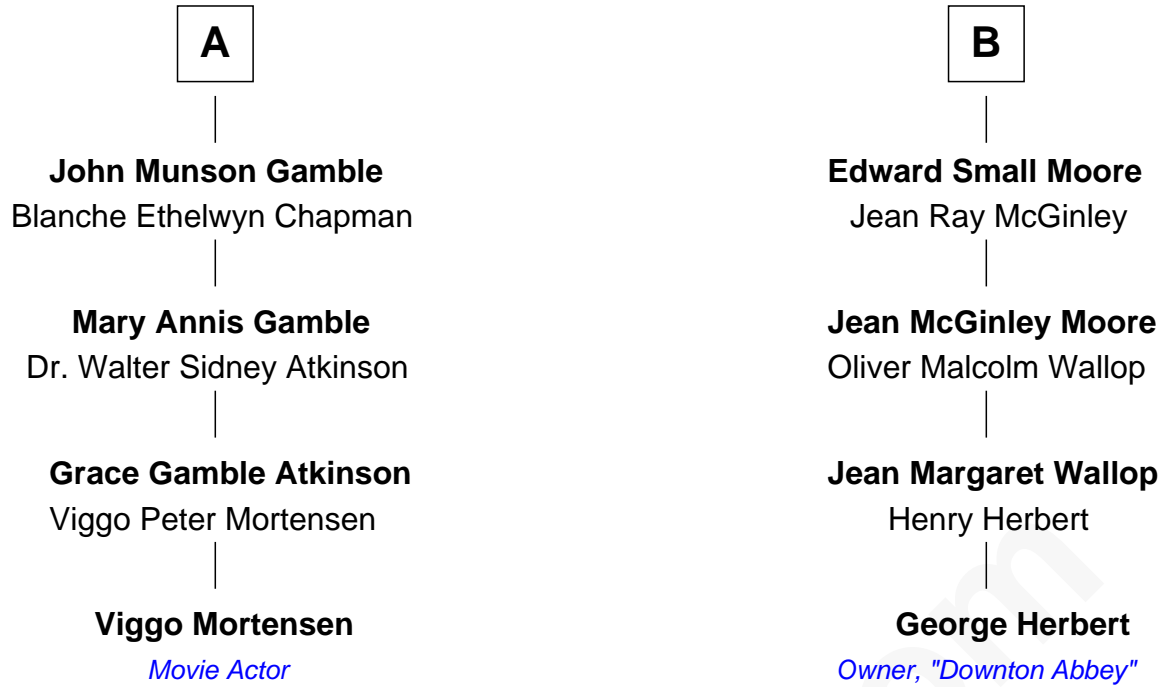 A
John Munson Gamble
Blanche Ethelwyn Chapman
Mary Annis Gamble
Dr. Walter Sidney Atkinson
Grace Gamble Atkinson
Viggo Peter Mortensen
Viggo Mortensen
Movie Actor
B
Edward Small Moore
Jean Ray McGinley
Jean McGinley Moore
Oliver Malcolm Wallop
Jean Margaret Wallop
Henry Herbert
George Herbert
Owner, "Downton Abbey"